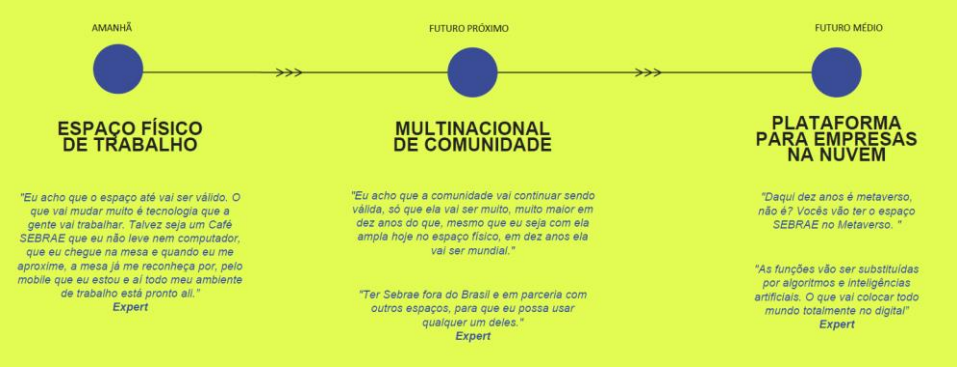 AMANHÃ
ESPAÇO FÍSICO
DE TRABALHO
"Eu acho que o espaço até vai ser válido. O
que vai mudar muito é tecnologia que a
gente vai trabalhar. Talvez seja um Café
SEBRAE que eu não leve nem computador,
que eu chegue na mesa e quando eu me
aproxime, a mesa já me reconheça por, pelo
mobile que eu estou e aí todo meu ambiente
de trabalho está pronto ali."
Expert
FUTURO PRÓXIMO
MULTINACIONAL
DE COMUNIDADE
"Eu acho que a comunidade vai continuar sendo
válida, só que ela vai ser muito, muito maior em
dez anos do que, mesmo que eu seja com ela
ampla hoje no espaço físico, em dez anos ela
vai ser mundial."
"Ter Sebrae fora do Brasil e em parceria com
outros espaços, para que eu possa usar
qualquer um deles."
Expert
FUTURO MÉDIO
PLATAFORMA
PARA EMPRESAS
NA NUVEM
"Daqui dez anos é metaverso,
não é? Vocês vão ter o espaço
SEBRAE no Metaverso. "
"As funções vão ser substituídas
por algoritmos e inteligências
artificiais. O que vai colocar todo
mundo totalmente no digital"
Expert